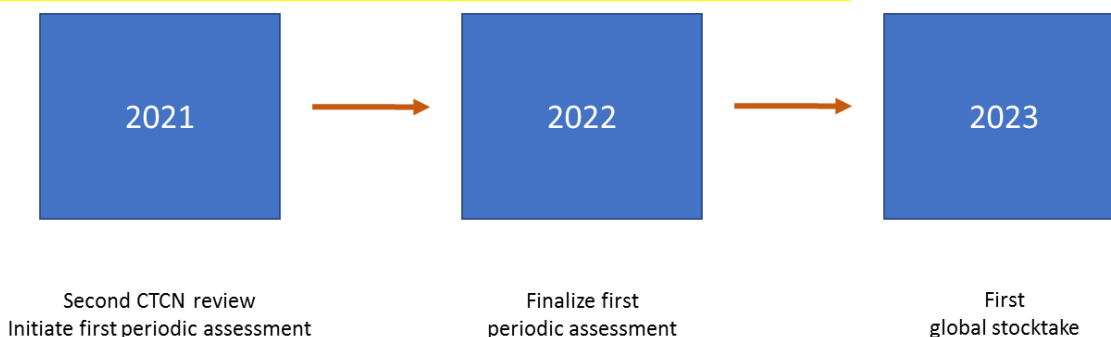 2021
2022
2023
Second CTCN review
Initiate first periodic assessment
Finalize first
periodic assessment
First
global stocktake